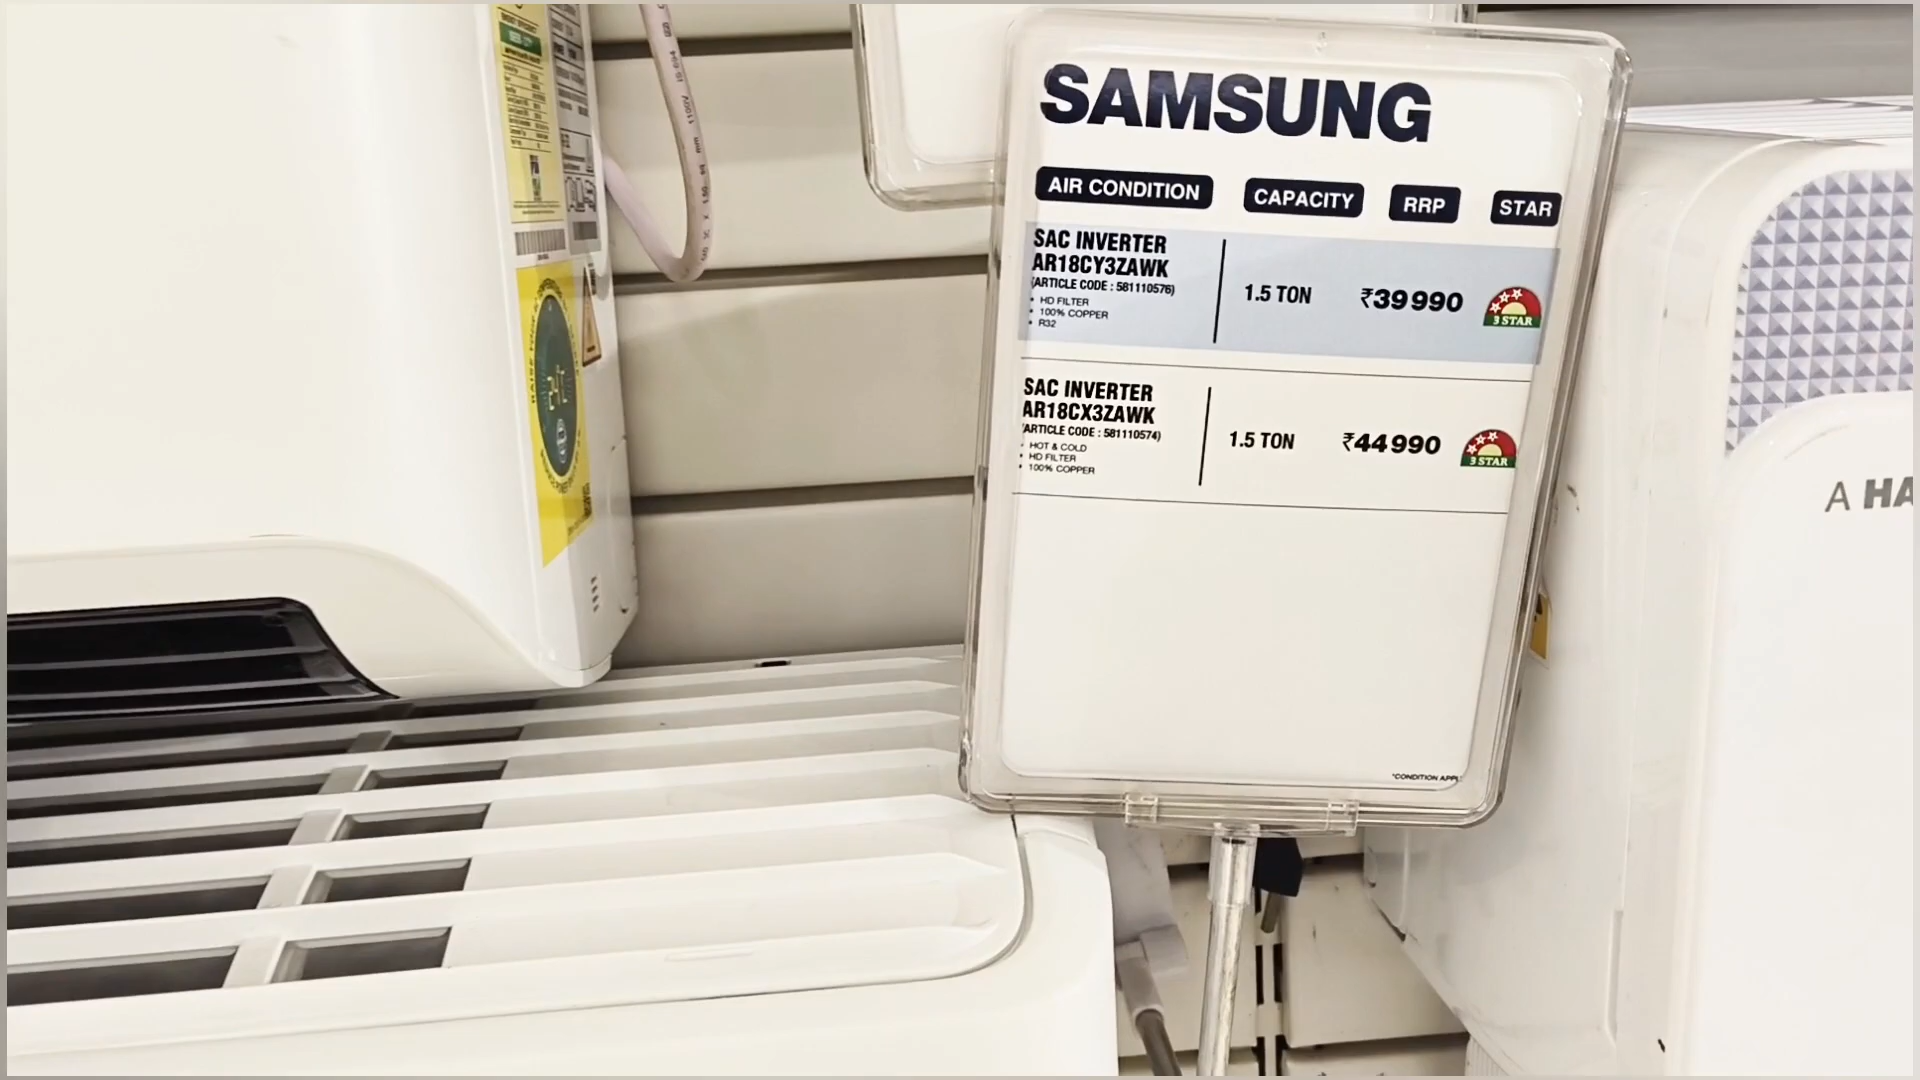 SAMSUNG
AIR CONDITION CAPACITY RRP STAR
SAC INVERTER
AR18CY3ZAWK
(ARTICLE CODE : 581110576)
• HD FILTER
• 100% COPPER
• R32
1.5 TON ₹39990
3 STAR
SAC INVERTER
AR18CX3ZAWK
(ARTICLE CODE : 581110574)
• HOT & COLD
• HD FILTER
• 100% COPPER
1.5 TON ₹44990
3 STAR
*CONDITION APPL
A HA